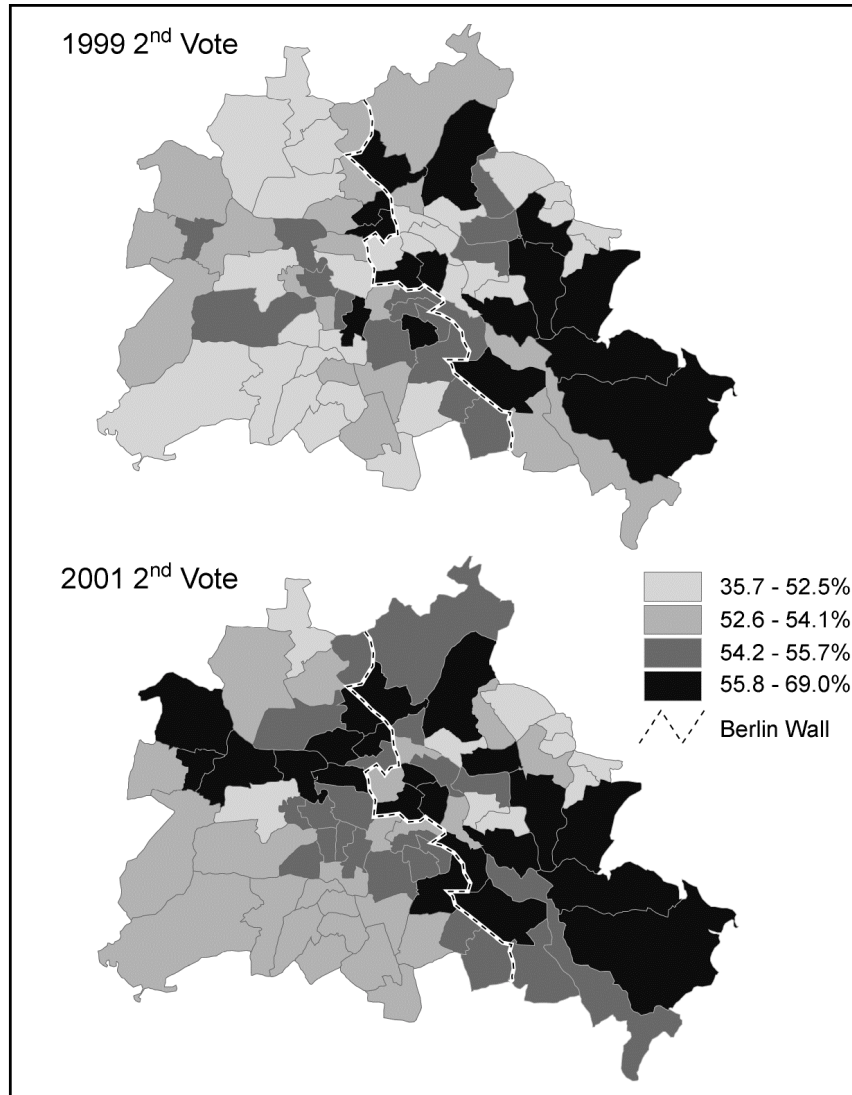 1999 2nd Vote
2001 2nd Vote
35.7 - 52.5%
52.6 - 54.1%
54.2 - 55.7%
55.8 - 69.0%
Berlin Wall